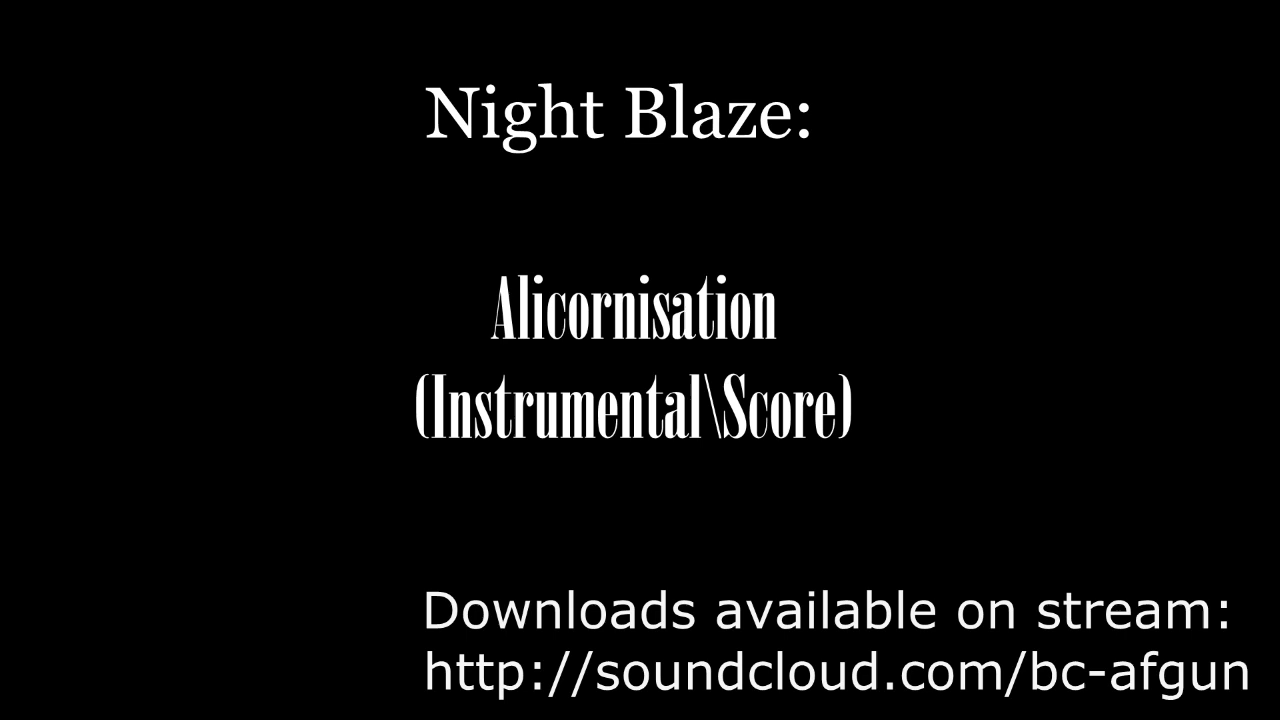 Night Blaze:
Alicornisation
(Instrumental\Score)
Downloads available on stream:
http://soundcloud.com/bc-afgun